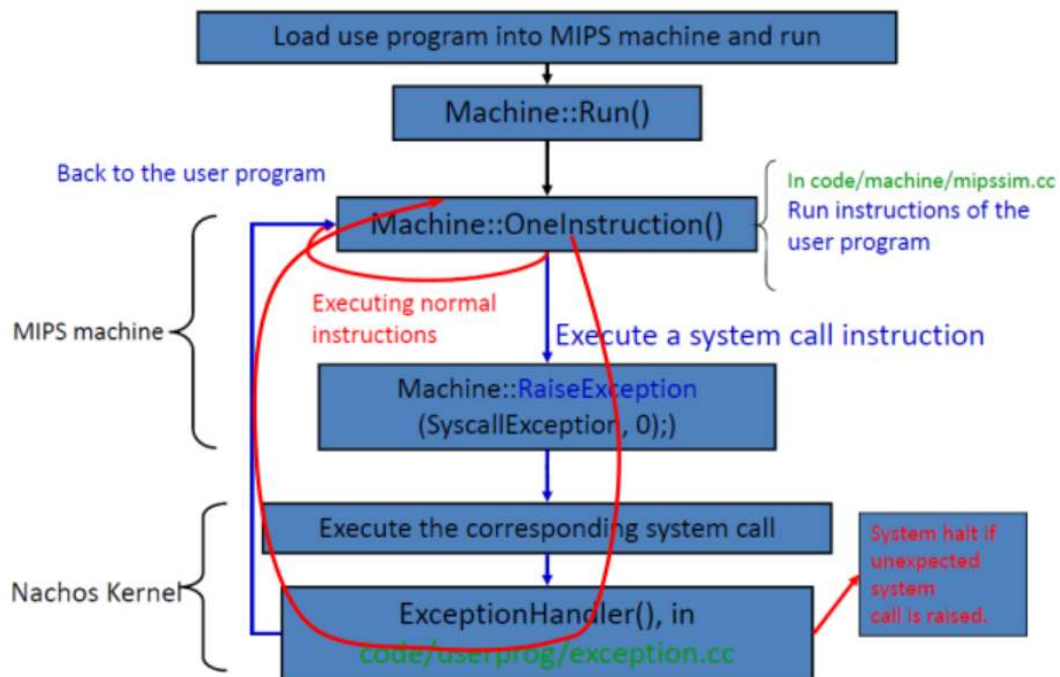 Load use program into MIPS machine and run
Machine::Run()
Back to the user program
In code/machine/mipssim.cc
Run instructions of the
user program
Machine::OneInstruction()
Executing normal
instructions
MIPS machine
Execute a system call instruction
Machine::RaiseException
(SyscallException, 0);)
Execute the corresponding system call
System halt if
unexpected
system
call is raised.
Nachos Kernel
ExceptionHandler(), in
code/userprog/exception.cc